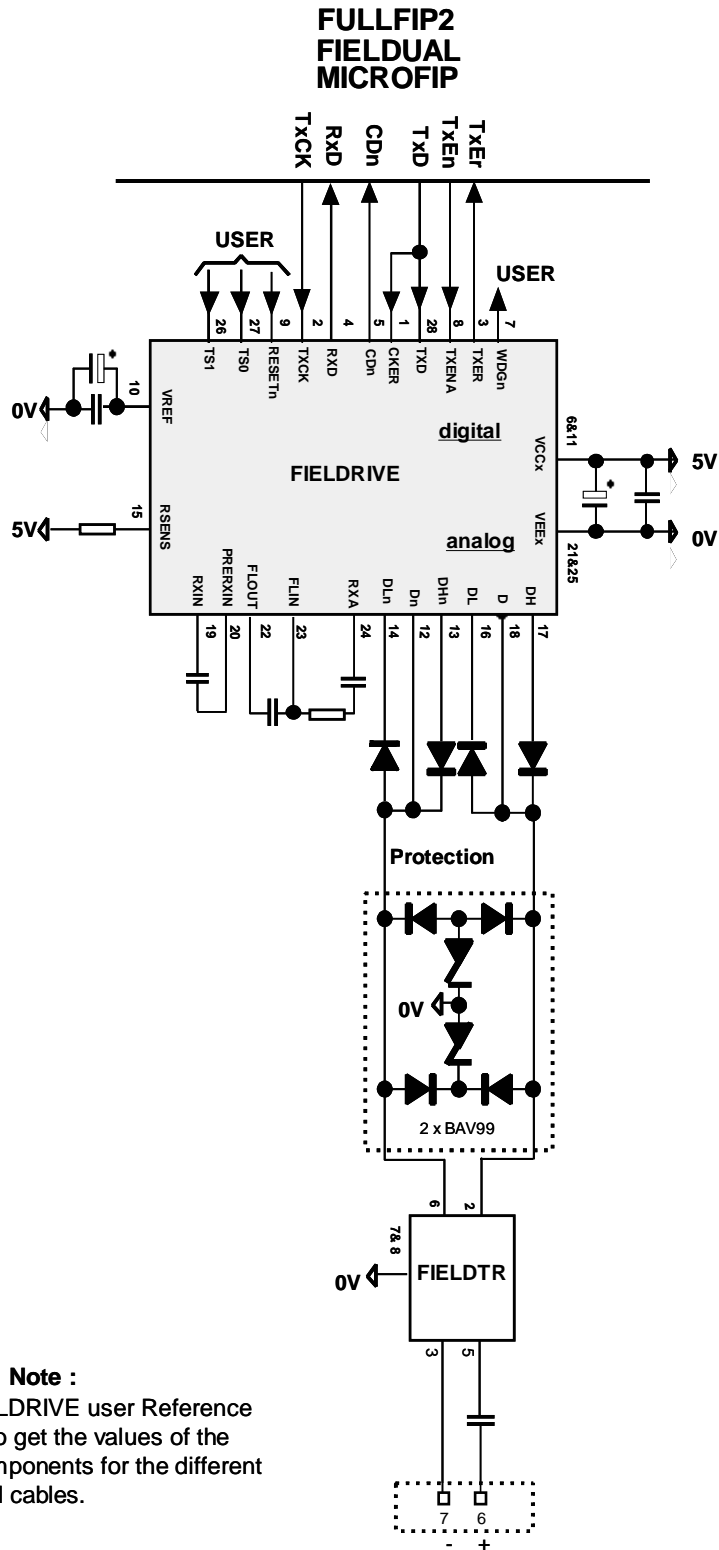 FULLFIP2
FIELDUAL
MICROFIP
TxCK
RxD
CDn
TxD
TxEn
TxEr
USER
USER
26
27
9
2
4
5
1
28
8
3
7
TS1
TS0
RESETn
TXCK
RXD
CDn
CKER
TXD
TXENA
TXER
WDGn
*
10
VREF
0V
digital
6&11
VCCx
5V
FIELDRIVE
*
15
RSENS
5V
analog
VEEx
0V
21&25
RXIN
PRERXIN
FLOUT
FLIN
RXA
DLn
Dn
DHn
DL
D
DH
19
20
22
23
24
14
12
13
16
18
17
Protection
0V
2 x BAV99
6
2
7& 8
FIELDTR
0V
3
5
Note :
LDRIVE user Reference
o get the values of the
mponents for the different
l cables.
7
6
-
+